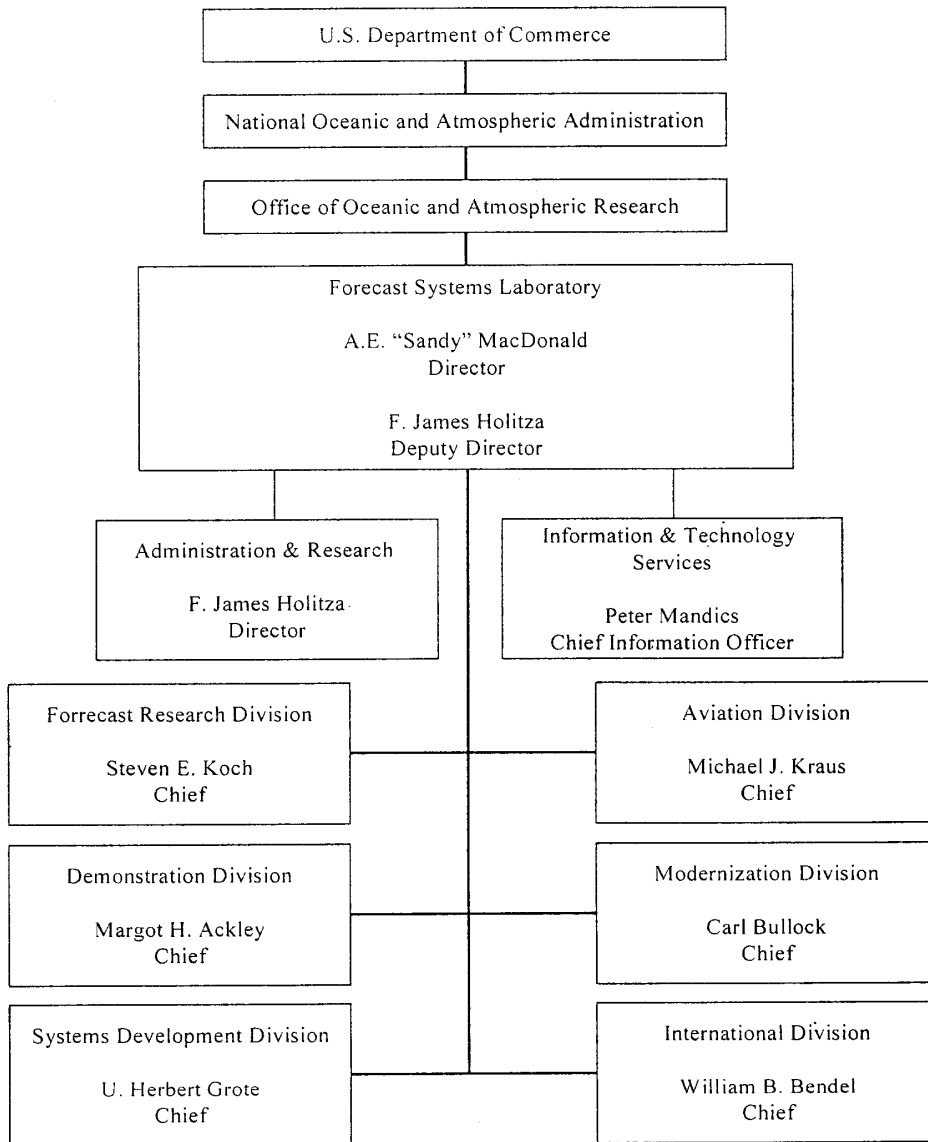 U.S. Department of Commerce
National Oceanic and Atmospheric Administration
Office of Oceanic and Atmospheric Research
Forecast Systems Laboratory
A.E. “Sandy” MacDonald
Director
F. James Holitza
Deputy Director
Administration & Research
F. James Holitza
Director
Information & Technology
Services
Peter Mandics
Chief Information Officer
Forrecast Research Division
Steven E. Koch
Chief
Aviation Division
Michael J. Kraus
Chief
Demonstration Division
Margot H. Ackley
Chief
Modernization Division
Carl Bullock
Chief
Systems Development Division
U. Herbert Grote
Chief
International Division
William B. Bendel
Chief